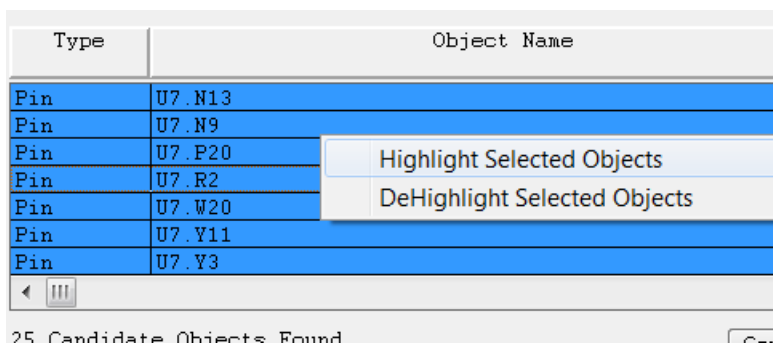 Type Object Name
Pin U7.N13
Pin U7.N9
Pin U7.P20
Highlight Selected Objects
Pin U7.R2
DeHighlight Selected Objects
Pin U7.W20
Pin U7.Y11
Pin U7.Y3
25 Candidate Objects Found